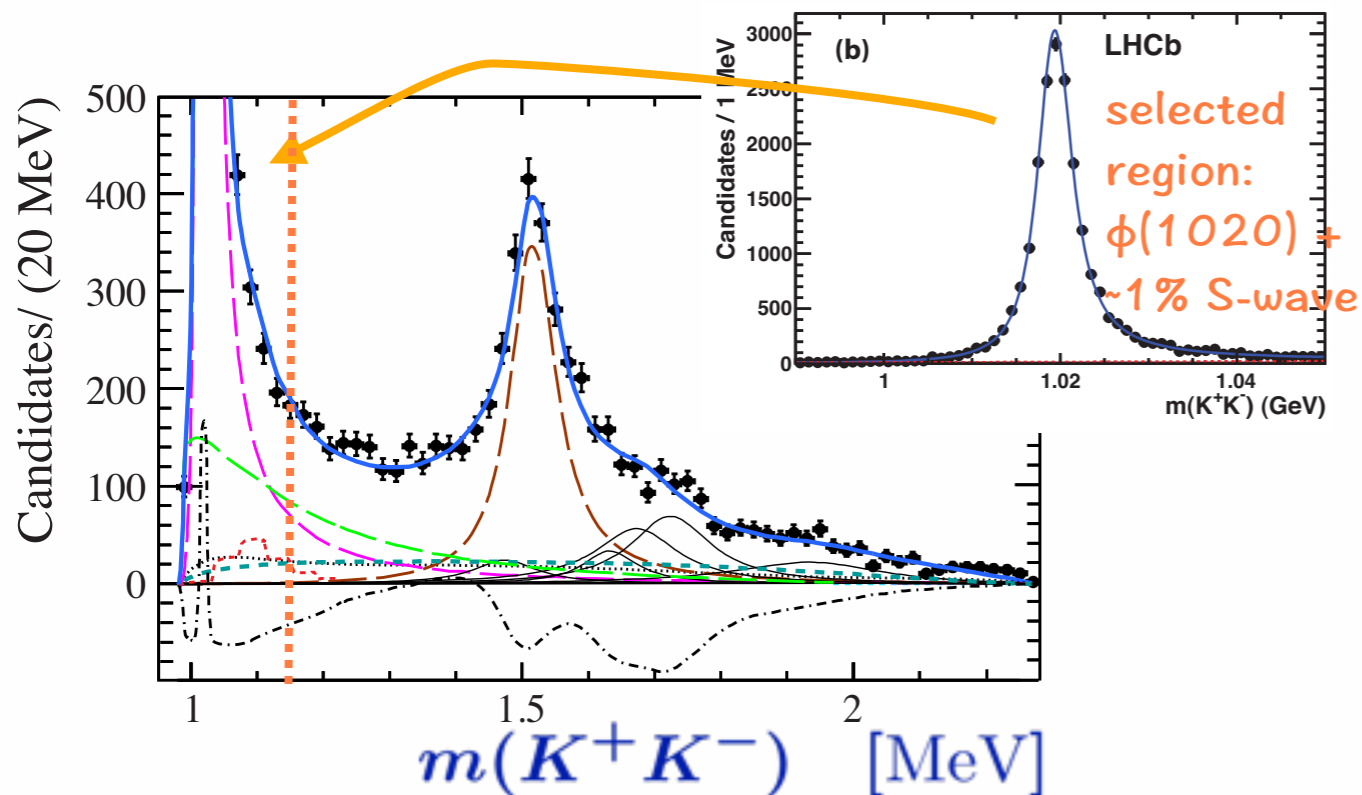 Candidates/ (20 MeV)
500
400
300
200
100
0
1
1.5
2
m(K⁺K⁻) [MeV]
Candidates / 1 MeV
3000
2500
2000
1500
1000
500
0
(b)
LHCb
selected
region:
ϕ(1020) +
~1% S-wave
1
1.02
1.04
m(K⁺K⁻) (GeV)